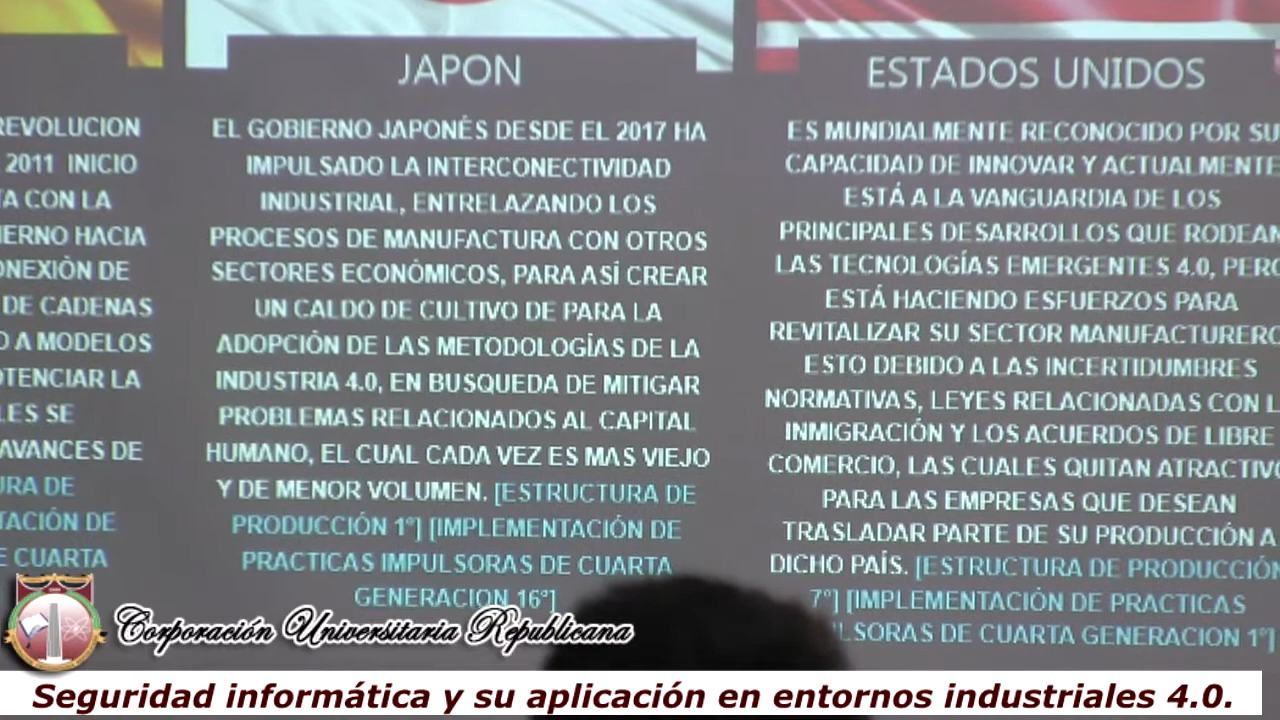 REVOLUCION
2011 INICIO
CON LA
HACIA
DE
DE CADENAS
A MODELOS
LA
SE
AVANCES DE
DE
DE
CUARTA
JAPON
EL GOBIERNO JAPONÉS DESDE EL 2017 HA
IMPULSADO LA INTERCONECTIVIDAD
INDUSTRIAL, ENTRELAZANDO LOS
PROCESOS DE MANUFACTURA CON OTROS
SECTORES ECONÓMICOS, PARA ASÍ CREAR
UN CALDO DE CULTIVO DE PARA LA
ADOPCIÓN DE LAS METODOLOGÍAS DE LA
INDUSTRIA 4.0, EN BUSQUEDA DE MITIGAR
PROBLEMAS RELACIONADOS AL CAPITAL
HUMANO, EL CUAL CADA VEZ ES MAS VIEJO
Y DE MENOR VOLUMEN. [ESTRUCTURA DE
PRODUCCIÓN 1°] [IMPLEMENTACIÓN DE
PRACTICAS IMPULSORAS DE CUARTA
GENERACION 16°]
ESTADOS UNIDOS
ES MUNDIALMENTE RECONOCIDO POR SU
CAPACIDAD DE INNOVAR Y ACTUALMENTE
ESTÁ A LA VANGUARDIA DE LOS
PRINCIPALES DESARROLLOS QUE RODEAN
LAS TECNOLOGÍAS EMERGENTES 4.0, PERO
ESTÁ HACIENDO ESFUERZOS PARA
REVITALIZAR SU SECTOR MANUFACTURERO
ESTO DEBIDO A LAS INCERTIDUMBRES
NORMATIVAS, LEYES RELACIONADAS CON
INMIGRACIÓN Y LOS ACUERDOS DE LIBRE
COMERCIO, LAS CUALES QUITAN ATRACTIVO
PARA LAS EMPRESAS QUE DESEAN
TRASLADAR PARTE DE SU PRODUCCIÓN A
DICHO PAÍS. [ESTRUCTURA DE PRODUCCIÓN
7°] [IMPLEMENTACIÓN DE PRACTICAS
DE CUARTA GENERACION 1°]
Corporación Universitaria Republicana
Seguridad informática y su aplicación en entornos industriales 4.0.